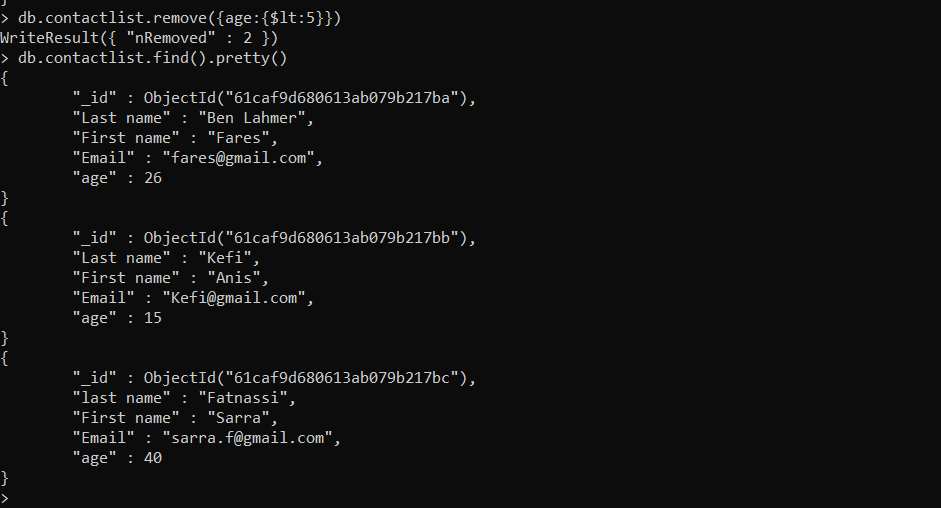 > db.contactlist.remove({age:{$lt:5}})
WriteResult({ "nRemoved" : 2 })
> db.contactlist.find().pretty()
{
        "_id" : ObjectId("61caf9d680613ab079b217ba"),
        "Last name" : "Ben Lahmer",
        "First name" : "Fares",
        "Email" : "fares@gmail.com",
        "age" : 26
}
{
        "_id" : ObjectId("61caf9d680613ab079b217bb"),
        "Last name" : "Kefi",
        "First name" : "Anis",
        "Email" : "Kefi@gmail.com",
        "age" : 15
}
{
        "_id" : ObjectId("61caf9d680613ab079b217bc"),
        "last name" : "Fatnassi",
        "First name" : "Sarra",
        "Email" : "sarra.f@gmail.com",
        "age" : 40
}
>